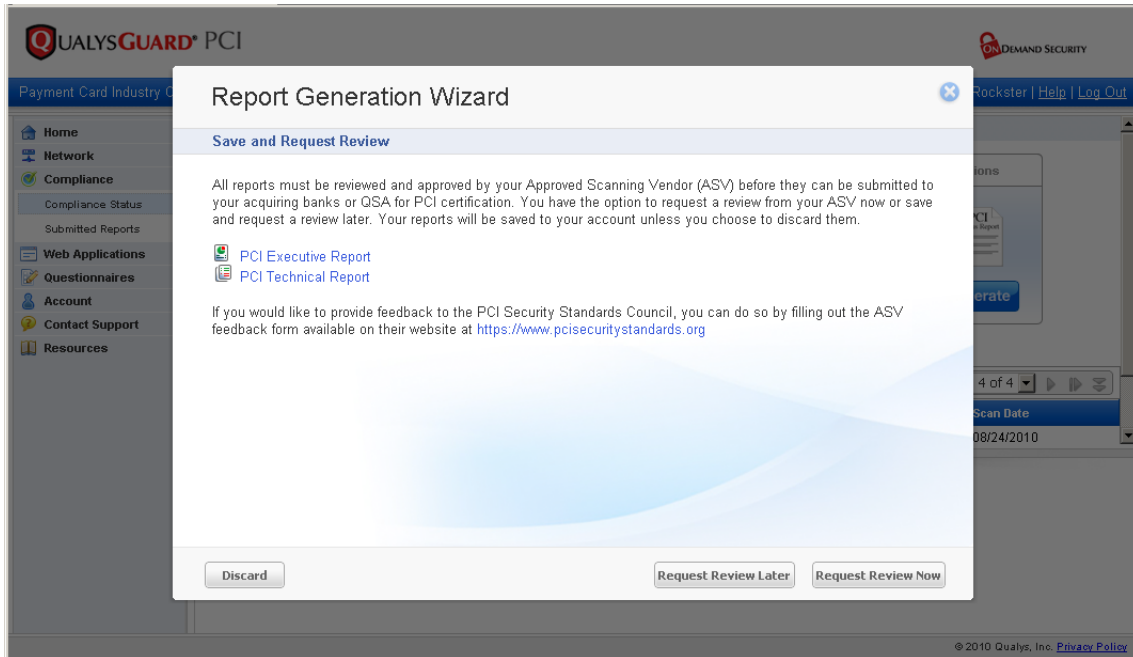 QUALYSGUARD® PCI
ONDEMAND SECURITY
Payment Card Industry C
Rockster | Help | Log Out
Home
Network
Compliance
Compliance Status
Submitted Reports
Web Applications
Questionnaires
Account
Contact Support
Resources
Report Generation Wizard
Save and Request Review
All reports must be reviewed and approved by your Approved Scanning Vendor (ASV) before they can be submitted to
your acquiring banks or QSA for PCI certification. You have the option to request a review from your ASV now or save
and request a review later. Your reports will be saved to your account unless you choose to discard them.
PCI Executive Report
PCI Technical Report
If you would like to provide feedback to the PCI Security Standards Council, you can do so by filling out the ASV
feedback form available on their website at https://www.pcisecuritystandards.org
Discard
Request Review Later
Request Review Now
ions
PCI
Report
erate
4 of 4
Scan Date
08/24/2010
© 2010 Qualys, Inc. Privacy Policy